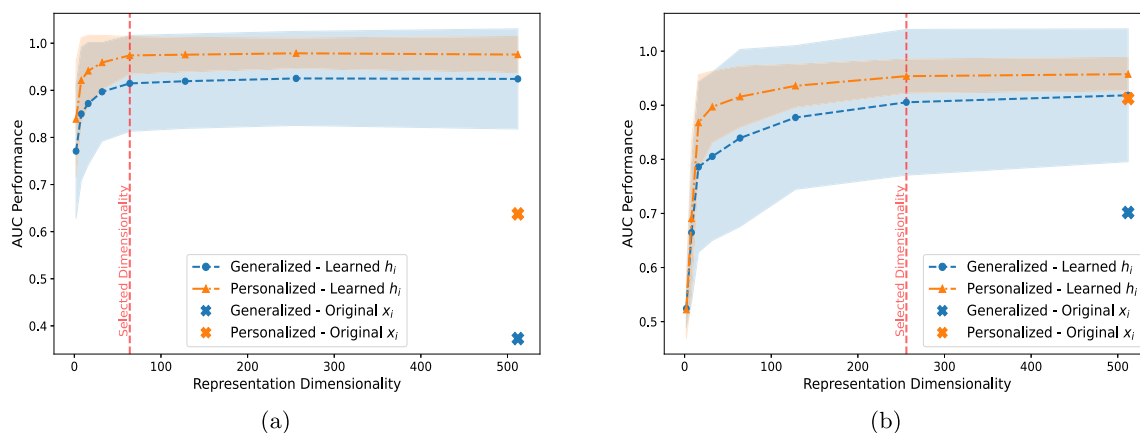 1.0
0.9
0.8
0.7
0.6
0.5
0.4
AUC Performance
Selected Dimensionality
Generalized - Learned h_i
Personalized - Learned h_i
Generalized - Original x_i
Personalized - Original x_i
0 100 200 300 400 500
Representation Dimensionality
(a)
1.0
0.9
0.8
0.7
0.6
0.5
AUC Performance
Selected Dimensionality
Generalized - Learned h_i
Personalized - Learned h_i
Generalized - Original x_i
Personalized - Original x_i
0 100 200 300 400 500
Representation Dimensionality
(b)